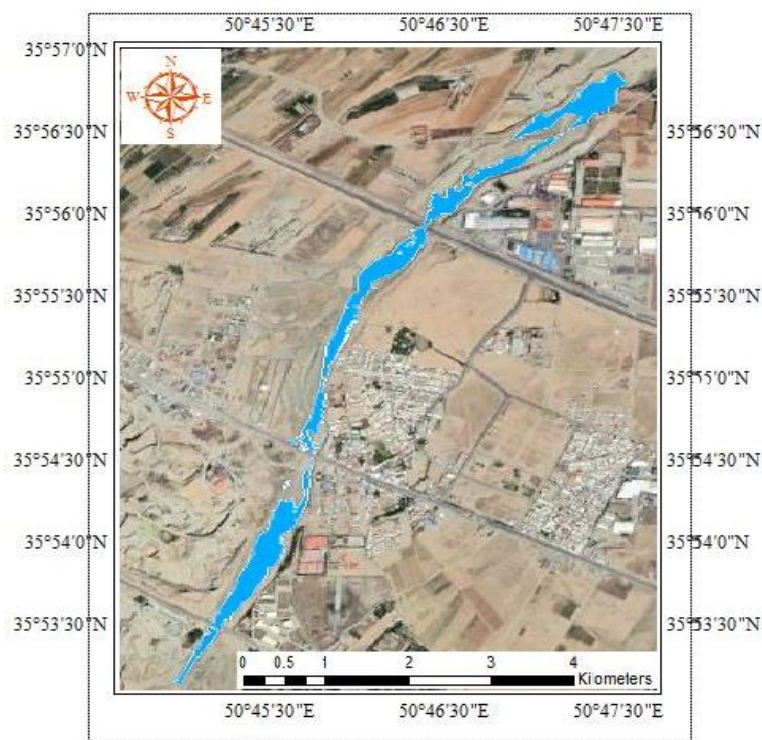 50°45'30"E 50°46'30"E 50°47'30"E
35°57'0"N
N
W E
S
35°56'30"N 35°56'30"N
35°56'0"N 35°56'0"N
35°55'30"N 35°55'30"N
35°55'0"N 35°55'0"N
35°54'30"N 35°54'30"N
35°54'0"N 35°54'0"N
35°53'30"N 35°53'30"N
0 0.5 1 2 3 4
Kilometers
50°45'30"E 50°46'30"E 50°47'30"E